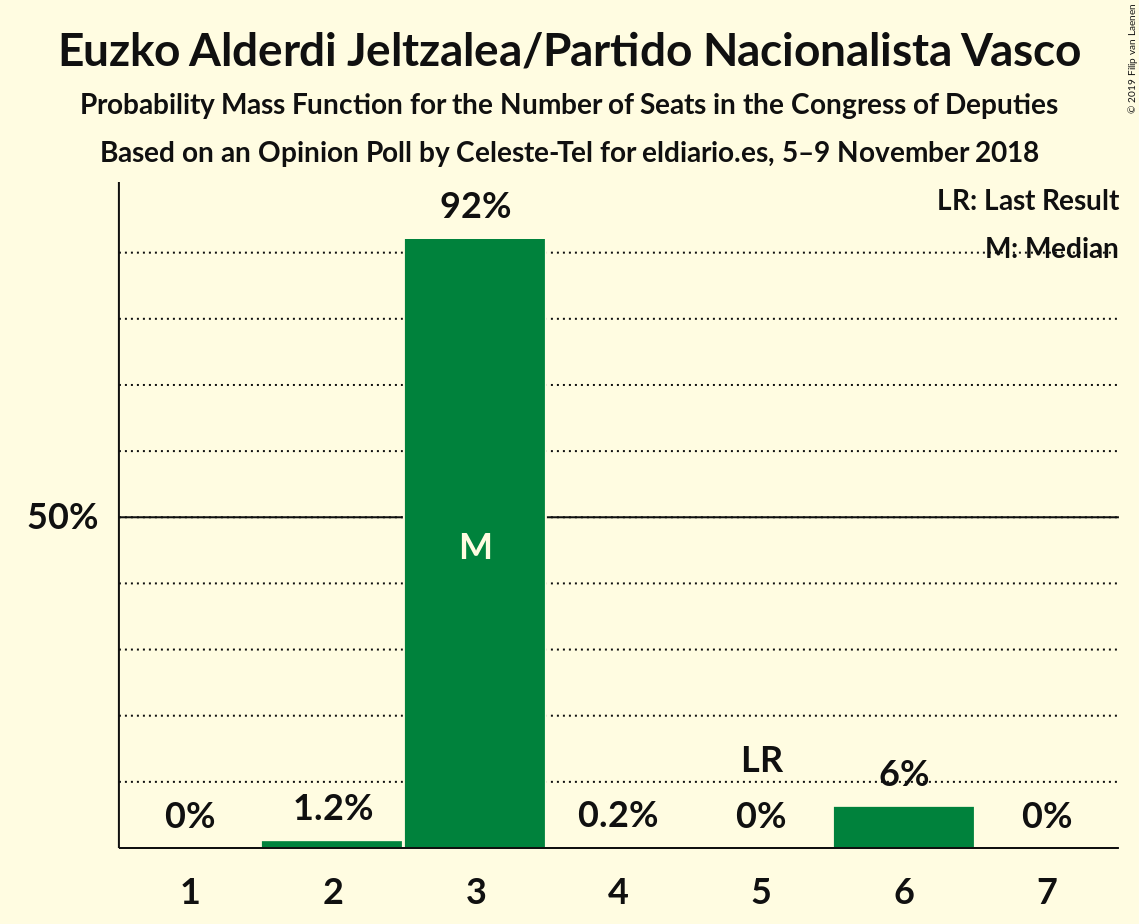 Euzko Alderdi Jeltzalea/Partido Nacionalista Vasco
Probability Mass Function for the Number of Seats in the Congress of Deputies
Based on an Opinion Poll by Celeste-Tel for eldiario.es, 5–9 November 2018
© 2019 Filip van Laenen
LR: Last Result
M: Median
92%
50%
M
LR
6%
0%
1.2%
0.2%
0%
0%
1 2 3 4 5 6 7